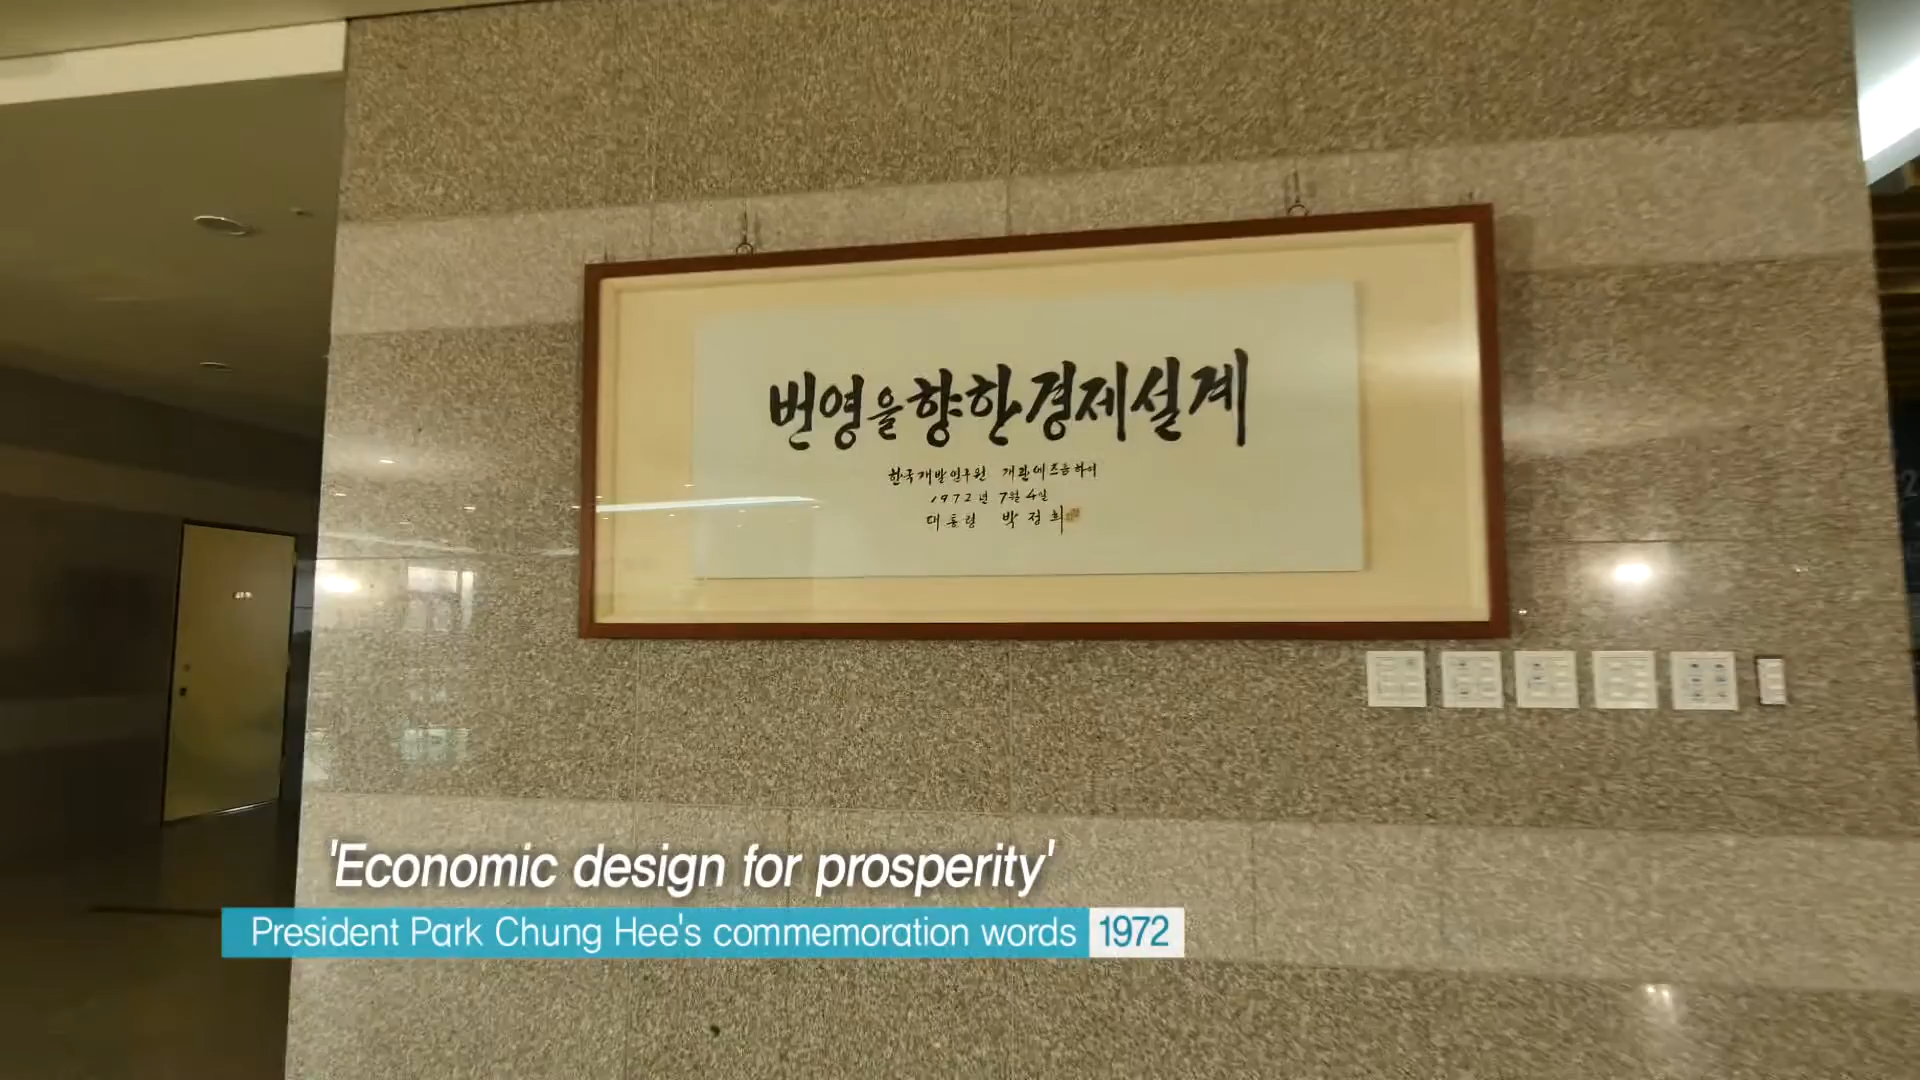 번영을향한경제설계
한국개발연구원 개관에즈음하여
1972년 7월 4일
대통령 박정희
'Economic design for prosperity'
President Park Chung Hee's commemoration words 1972